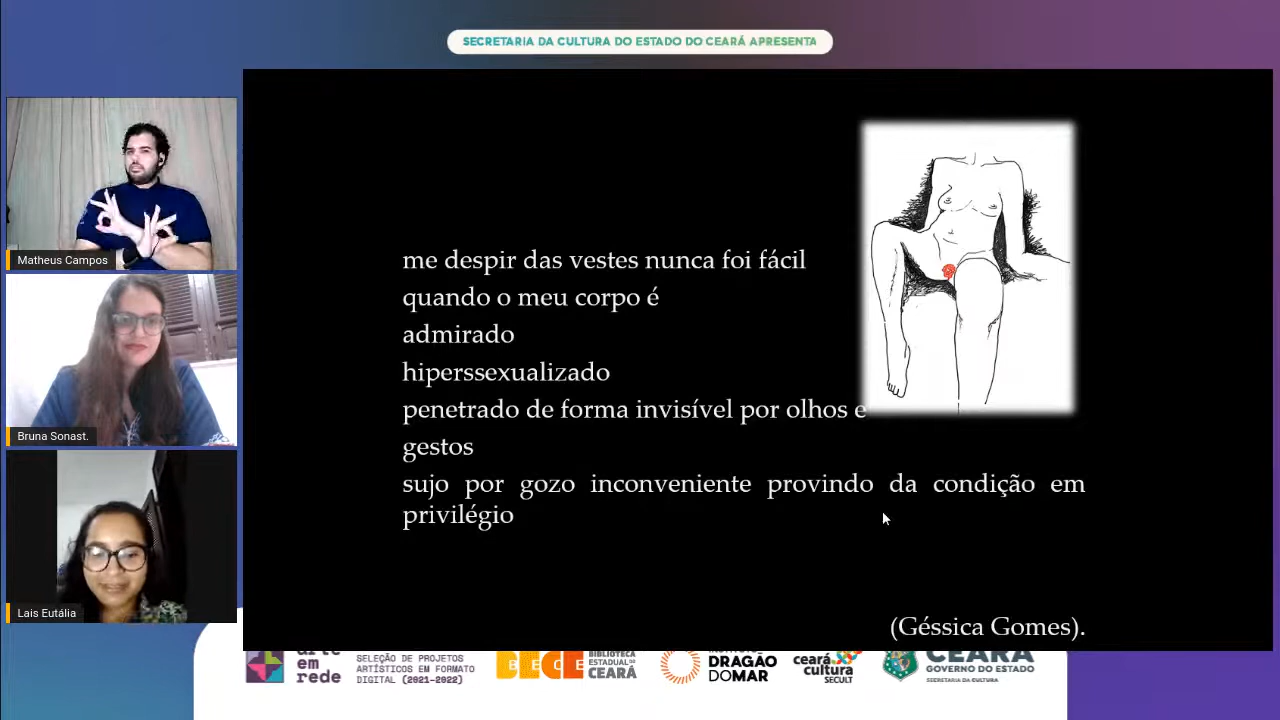 SECRETARIA DA CULTURA DO ESTADO DO CEARÁ APRESENTA
Matheus Campos
Bruna Sonast.
Lais Eutália
me despir das vestes nunca foi fácil
quando o meu corpo é
admirado
hiperssexualizado
penetrado de forma invisível por olhos e
gestos
sujo por gozo inconveniente provindo da condição em
privilégio
(Géssica Gomes).
arte
em
rede
SELEÇÃO DE PROJETOS
ARTÍSTICOS EM FORMATO
DIGITAL (2021-2022)
BECE
BIBLIOTECA
ESTADUAL DO
CEARÁ
INSTITUTO
DRAGÃO
DO MAR
ceará
cultura
SECULT
CEARÁ
GOVERNO DO ESTADO
SECRETARIA DA CULTURA